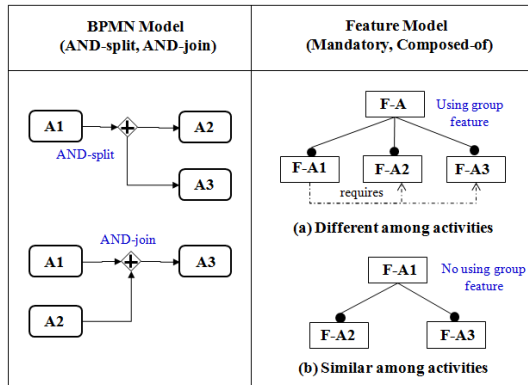 BPMN Model
(AND-split, AND-join)
Feature Model
(Mandatory, Composed-of)
A1
A2
AND-split
A3
AND-join
A1
A3
A2
F-A
Using group
feature
F-A1
F-A2
F-A3
requires
(a) Different among activities
F-A1
No using group
feature
F-A2
F-A3
(b) Similar among activities